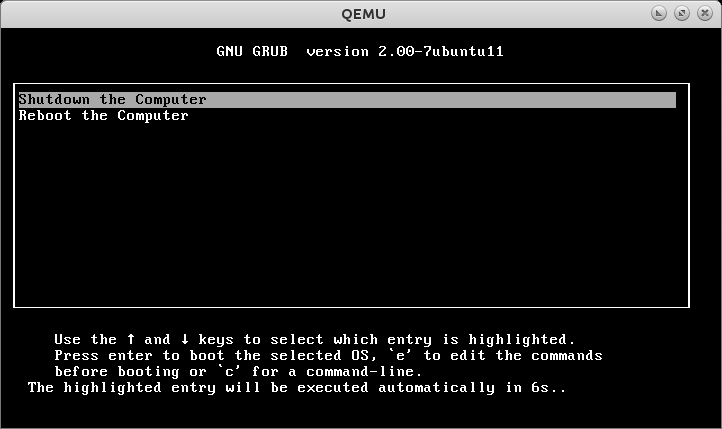 QEMU
GNU GRUB  version 2.00-7ubuntu11
Shutdown the Computer
Reboot the Computer
Use the ↑ and ↓ keys to select which entry is highlighted.
Press enter to boot the selected OS, `e' to edit the commands
before booting or `c' for a command-line.
The highlighted entry will be executed automatically in 6s..